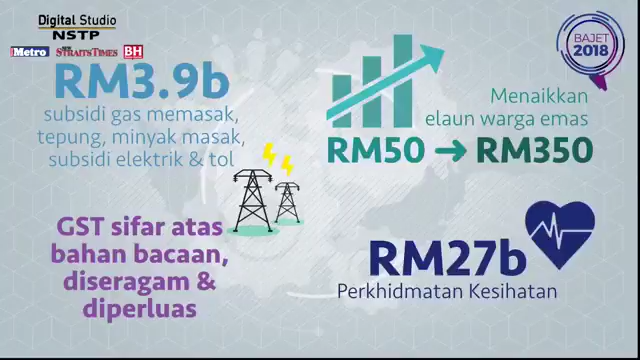 Digital Studio
NSTP
Metro
NEW STRAITS TIMES
BH
BAJET
2018
RM3.9b
subsidi gas memasak,
tepung, minyak masak,
subsidi elektrik & tol
Menaikkan
elaun warga emas
RM50 → RM350
GST sifar atas
bahan bacaan,
diseragam &
diperluas
RM27b
Perkhidmatan Kesihatan